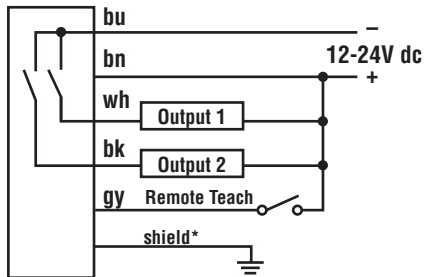 bu
–
12-24V dc
bn
+
wh
Output 1
bk
Output 2
gy
Remote Teach
shield*